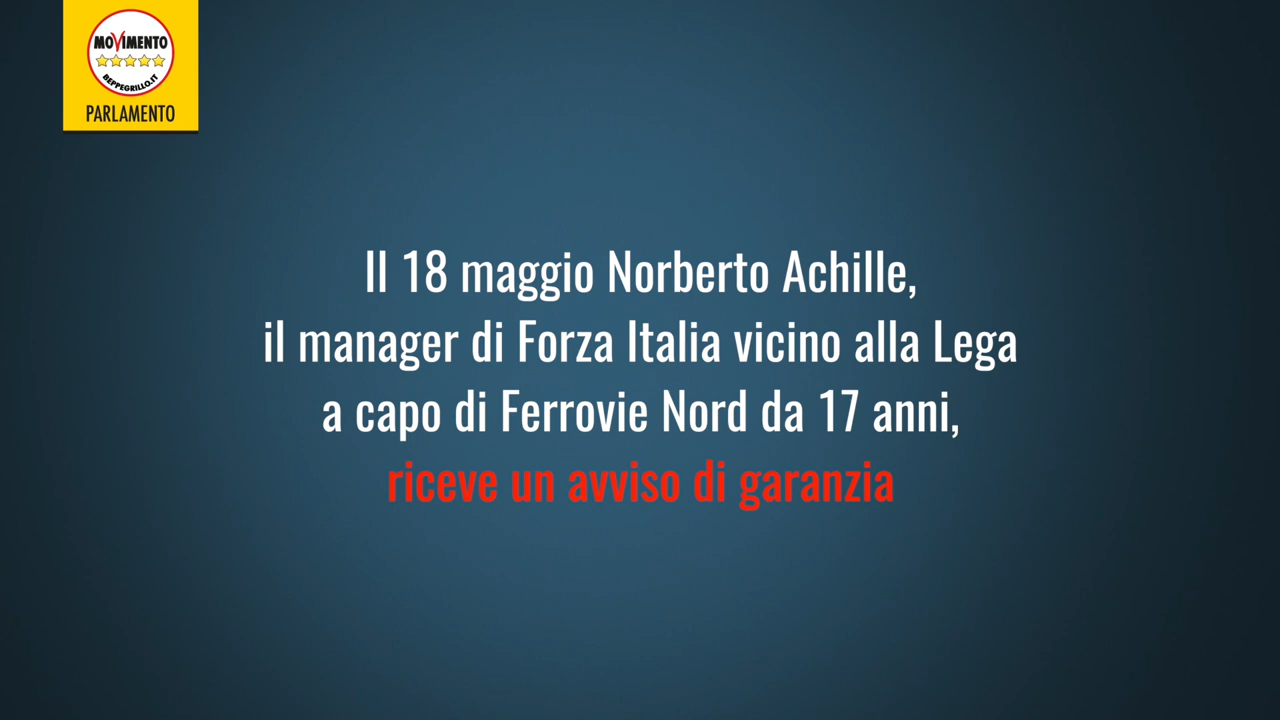 MOVIMENTO
BEPPEGRILLO.IT
PARLAMENTO
Il 18 maggio Norberto Achille,
il manager di Forza Italia vicino alla Lega
a capo di Ferrovie Nord da 17 anni,
riceve un avviso di garanzia